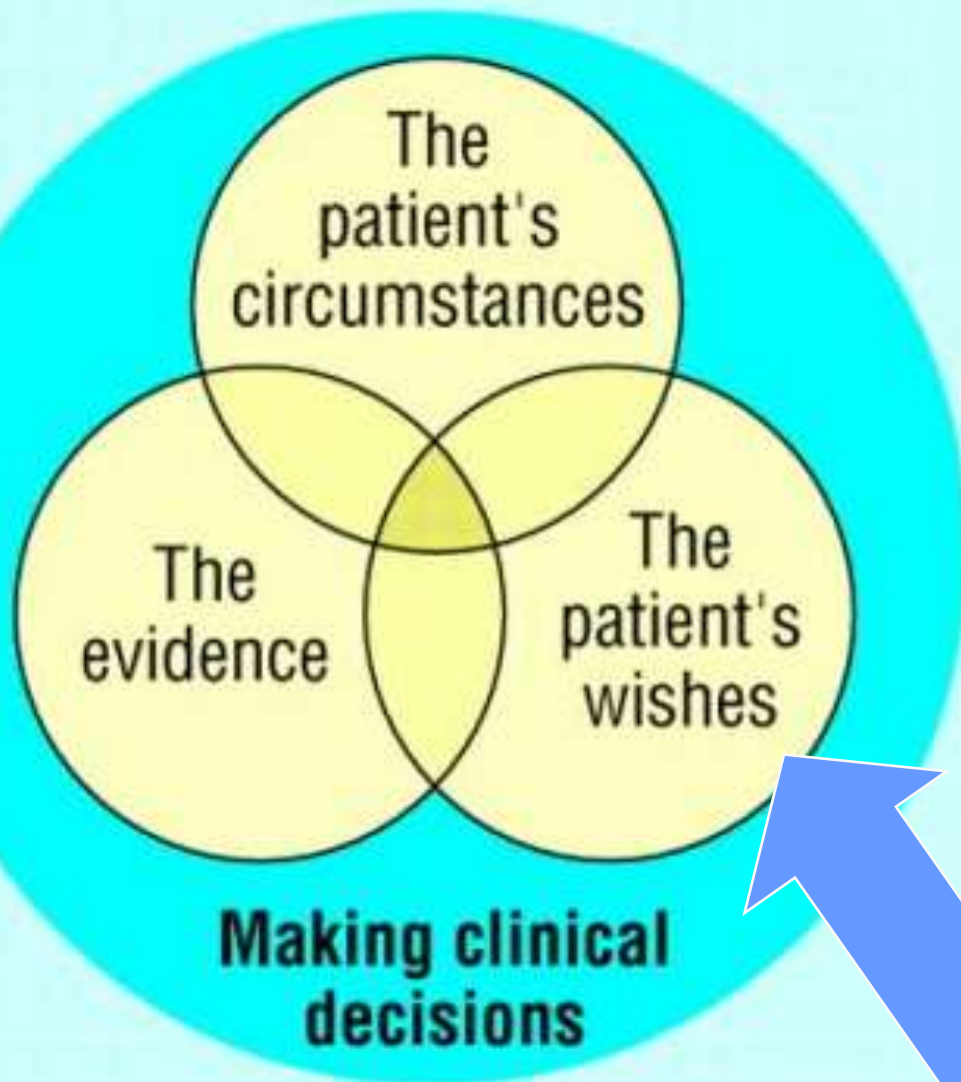 The
patient's
circumstances
The
evidence
The
patient's
wishes
Making clinical
decisions